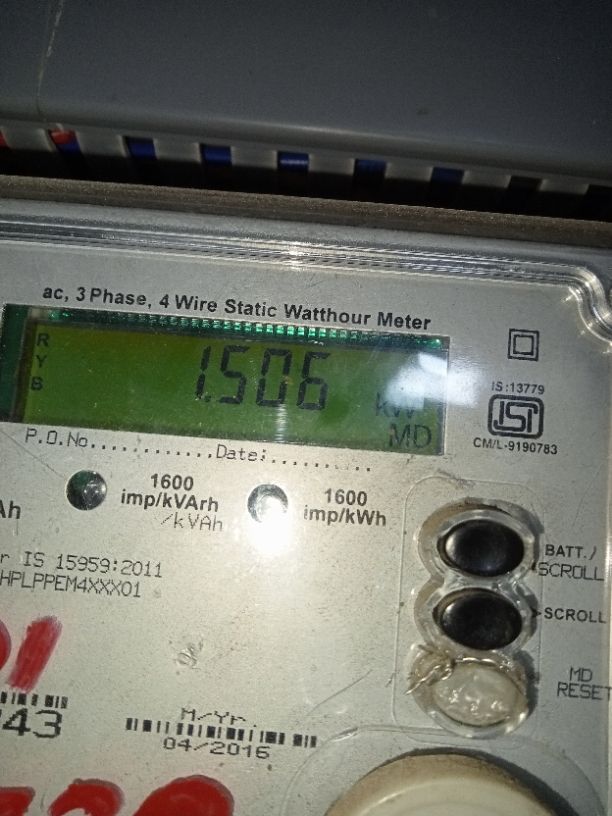 ac, 3 Phase, 4 Wire Static Watthour Meter
R
Y
B
1.506
kW
MD
P.O.No............Date:..........
IS:13779
ISI
CM/L-9190783
1600
imp/kVArh
/kVAh
1600
imp/kWh
Ah
BATT./
SCROLL
r IS 15959:2011
HPLPPEM4XXX01
SCROLL
MD
RESET
01
43
M/Yr.
04/2016